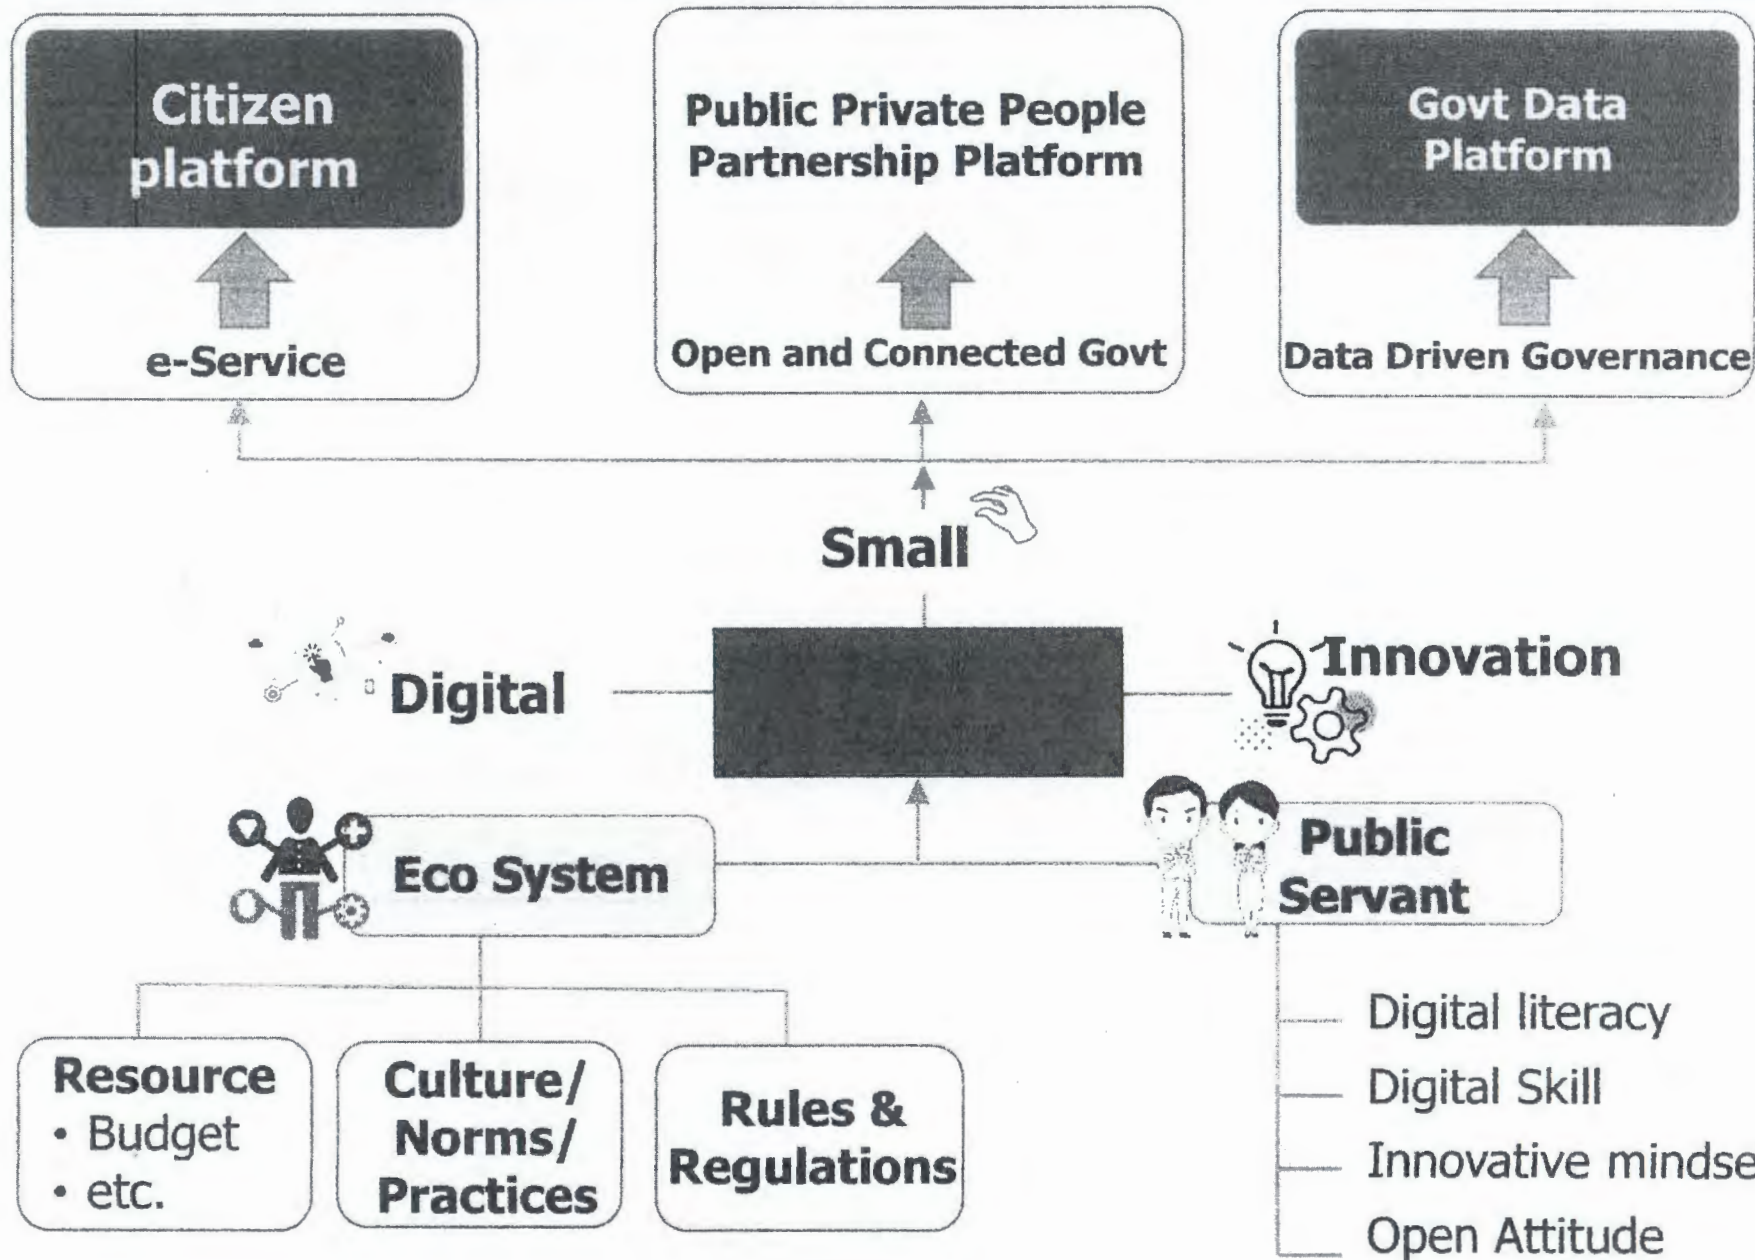 Citizen
platform
e-Service
Public Private People
Partnership Platform
Open and Connected Govt
Govt Data
Platform
Data Driven Governance
Small
Digital
Innovation
Eco System
Public
Servant
Resource
• Budget
• etc.
Culture/
Norms/
Practices
Rules &
Regulations
Digital literacy
Digital Skill
Innovative mindse
Open Attitude